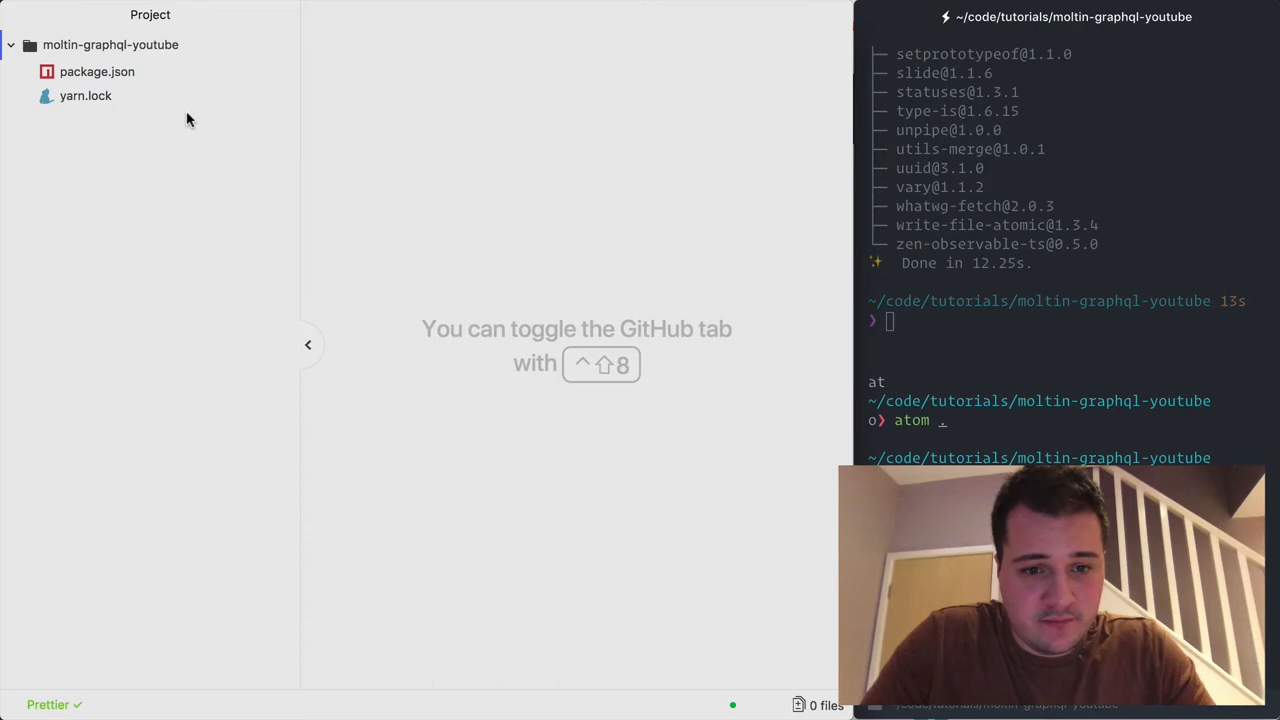 Project
moltin-graphql-youtube
package.json
yarn.lock
You can toggle the GitHub tab
with ^⇧8
Prettier ✓
0 files
⚡ ~/code/tutorials/moltin-graphql-youtube
├─ setprototypeof@1.1.0
├─ slide@1.1.6
├─ statuses@1.3.1
├─ type-is@1.6.15
├─ unpipe@1.0.0
├─ utils-merge@1.0.1
├─ uuid@3.1.0
├─ vary@1.1.2
├─ whatwg-fetch@2.0.3
├─ write-file-atomic@1.3.4
└─ zen-observable-ts@0.5.0
✨ Done in 12.25s.
~/code/tutorials/moltin-graphql-youtube 13s
❯
at
~/code/tutorials/moltin-graphql-youtube
o❯ atom .
~/code/tutorials/moltin-graphql-youtube